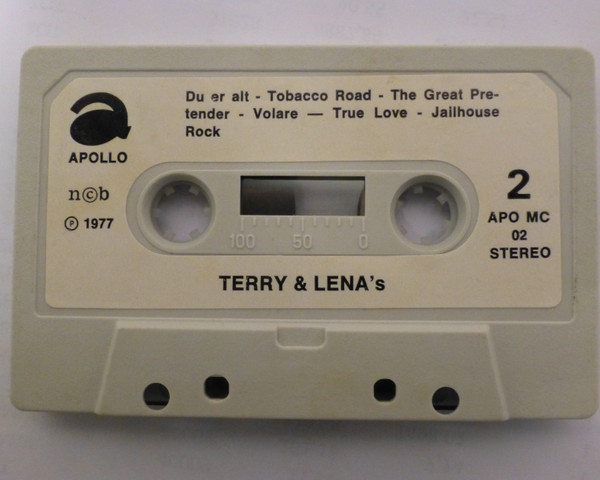 Du er alt - Tobacco Road - The Great Pre-
tender - Volare — True Love - Jailhouse
Rock
APOLLO
n©b
℗ 1977
2
APO MC
02
STEREO
100 50 0
TERRY & LENA's